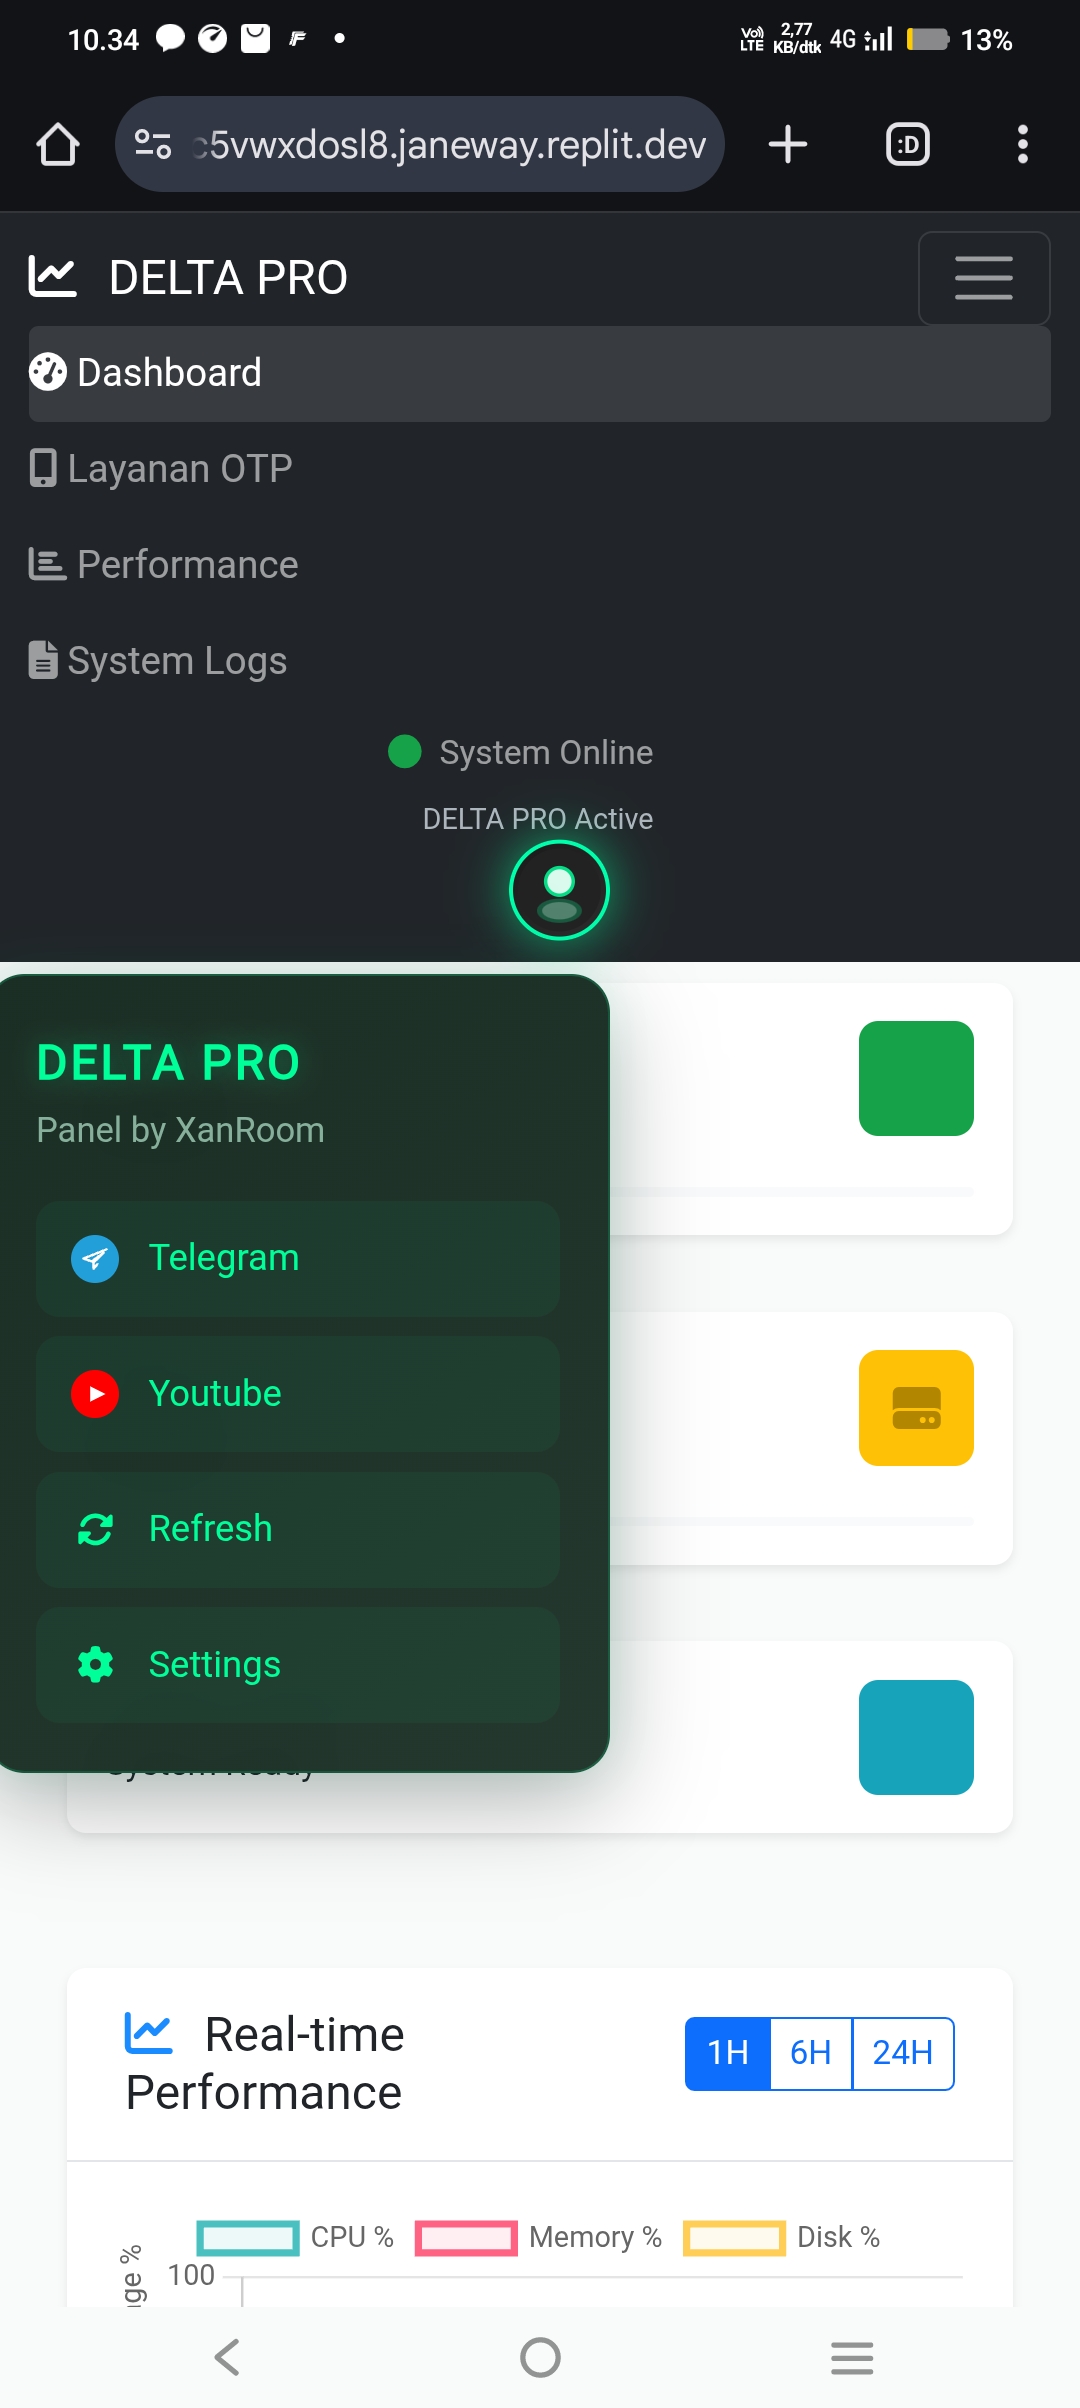 10.34
Vo)) LTE
2,77 KB/dtk
4G
13%
c5vwxdosl8.janeway.replit.dev
:D
DELTA PRO
Dashboard
Layanan OTP
Performance
System Logs
System Online
DELTA PRO Active
DELTA PRO
Panel by XanRoom
Telegram
Youtube
Refresh
Settings
System Ready
Real-time
Performance
1H
6H
24H
CPU %
Memory %
Disk %
100